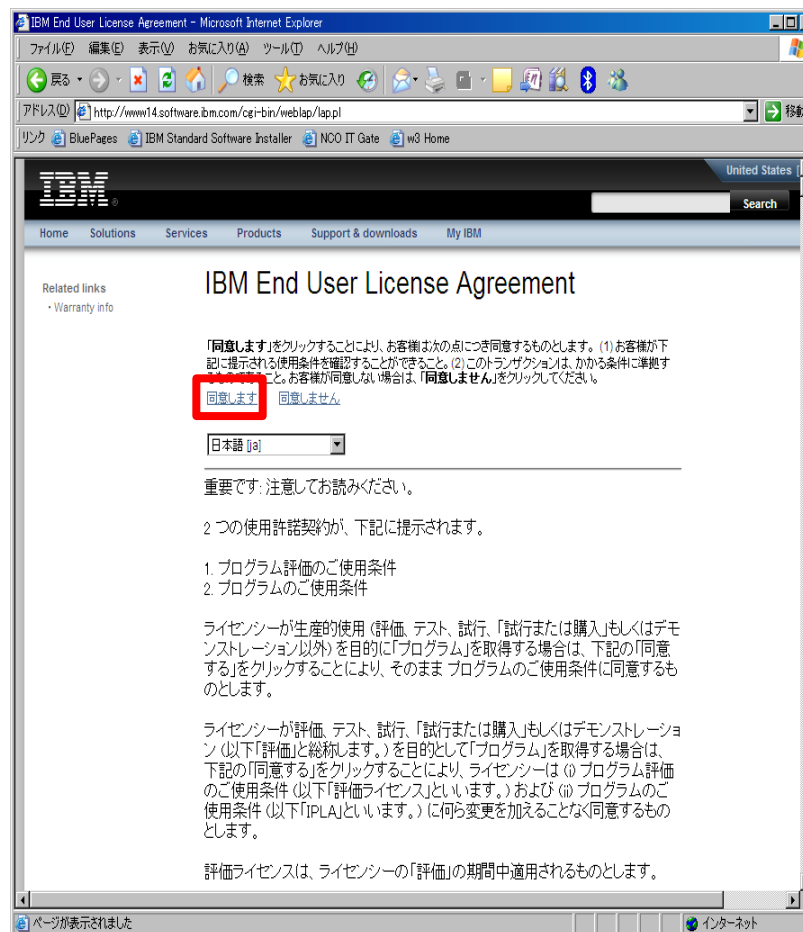 IBM End User License Agreement - Microsoft Internet Explorer
ファイル(F) 編集(E) 表示(V) お気に入り(A) ツール(T) ヘルプ(H)
戻る 検索 お気に入り
アドレス(D) http://www14.software.ibm.com/cgi-bin/weblap/lap.pl 移動
リンク BluePages IBM Standard Software Installer NCO IT Gate w3 Home
United States [
IBM®
Search
Home Solutions Services Products Support & downloads My IBM
Related links
・Warranty info
IBM End User License Agreement
「同意します」をクリックすることにより、お客様は次の点につき同意するものとします。(1)お客様が下
記に提示される使用条件を確認することができること。(2)このトランザクションは、かかる条件に準拠す
るものであること。お客様が同意しない場合は、「同意しません」をクリックしてください。
同意します 同意しません
日本語 [ja]
重要です: 注意してお読みください。
2 つの使用許諾契約が、下記に提示されます。
1. プログラム評価のご使用条件
2. プログラムのご使用条件
ライセンシーが生産的使用 (評価、テスト、試行、「試行または購入」もしくはデモ
ンストレーション以外) を目的に「プログラム」を取得する場合は、下記の「同意
する」をクリックすることにより、そのまま プログラムのご使用条件に同意するも
のとします。
ライセンシーが評価、テスト、試行、「試行または購入」もしくはデモンストレーショ
ン (以下「評価」と総称します。) を目的として「プログラム」を取得する場合は、
下記の「同意する」をクリックすることにより、ライセンシーは (i) プログラム評価
のご使用条件 (以下「評価ライセンス」といいます。) および (ii) プログラムのご
使用条件 (以下「IPLA」といいます。) に何ら変更を加えることなく同意するもの
とします。
評価ライセンスは、ライセンシーの「評価」の期間中適用されるものとします。
ページが表示されました インターネット